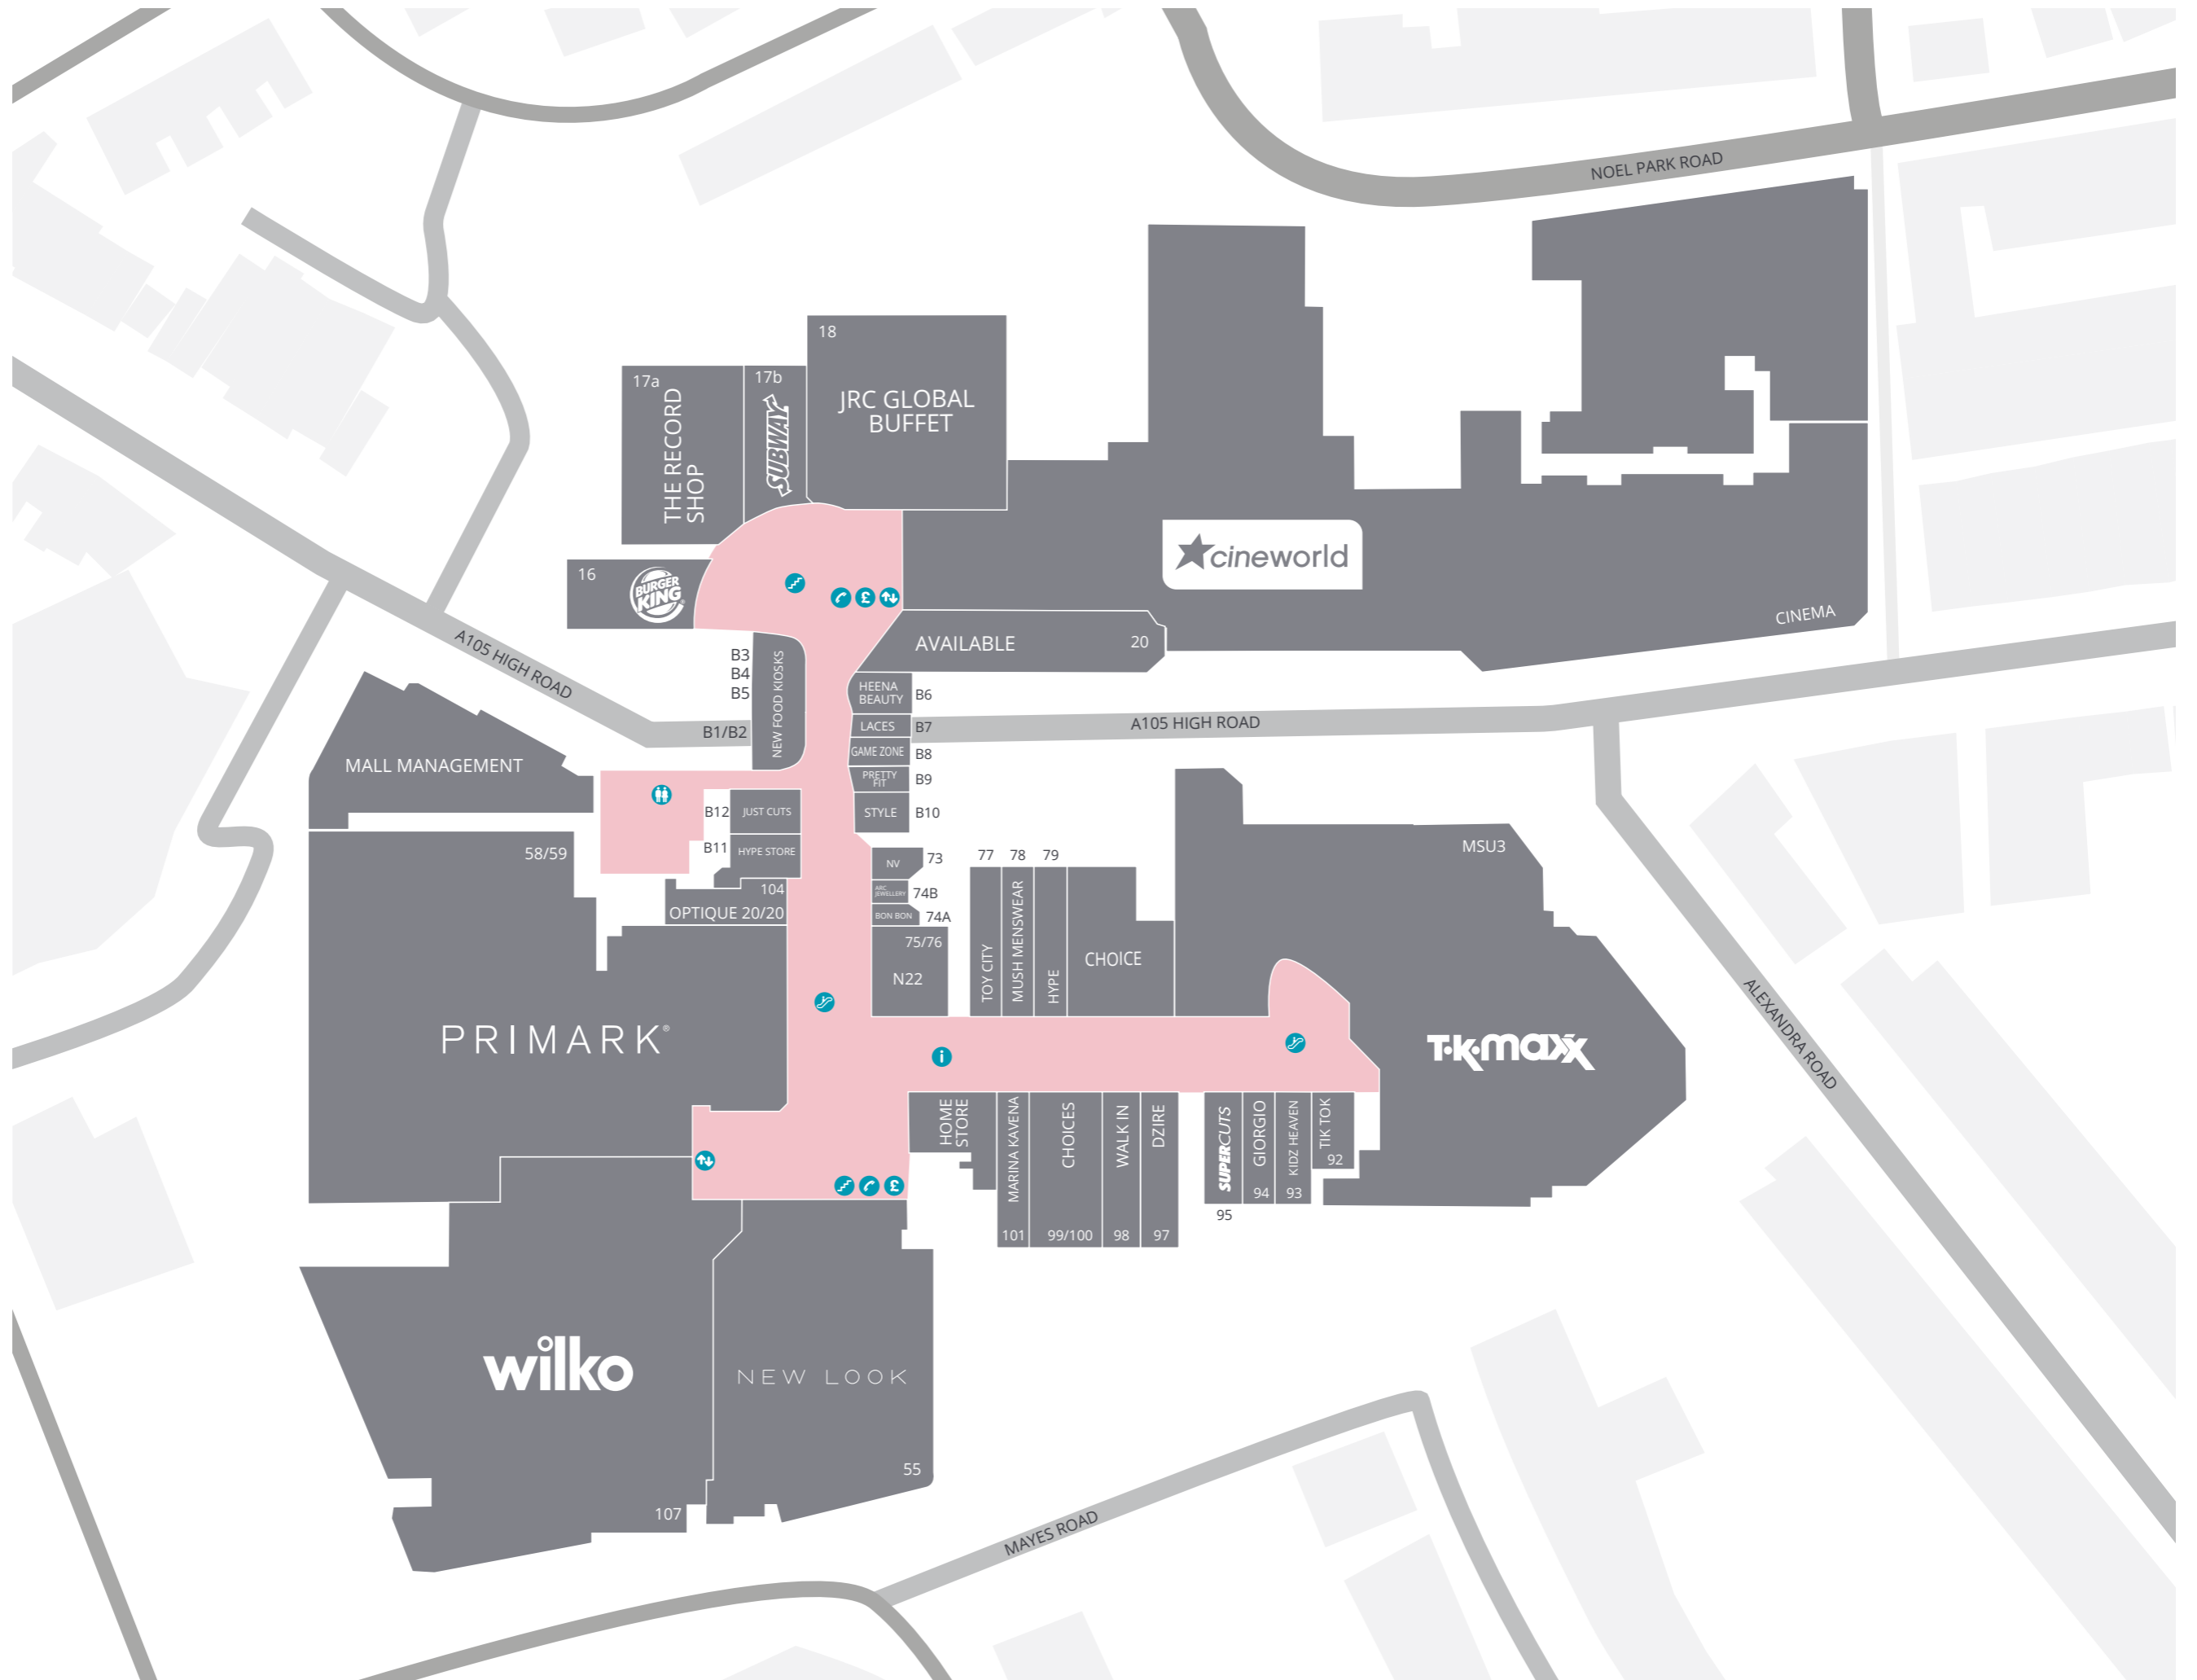 NOEL PARK ROAD
18
JRC GLOBAL
BUFFET
17a
THE RECORD
SHOP
17b
SUBWAY
cineworld
CINEMA
16
BURGER
KING
AVAILABLE
20
A105 HIGH ROAD
B3
B4
B5
B1/B2
NEW FOOD KIOSKS
HEENA
BEAUTY
B6
LACES
B7
A105 HIGH ROAD
GAME ZONE
B8
PRETTY
FIT
B9
STYLE
B10
MALL MANAGEMENT
B12
JUST CUTS
B11
HYPE STORE
58/59
104
OPTIQUE 20/20
PRIMARK
NV
73
ARC
JEWELLERY
74B
BON BON
74A
75/76
N22
77
TOY CITY
78
MUSH MENSWEAR
79
HYPE
CHOICE
MSU3
T·K·maxx
ALEXANDRA ROAD
i
HOME
STORE
MARINA KAVENA
101
CHOICES
99/100
WALK IN
98
DZIRE
97
SUPERCUTS
95
GIORGIO
94
KIDZ HEAVEN
93
TIK TOK
92
£
£
wilko
107
NEW LOOK
55
MAYES ROAD